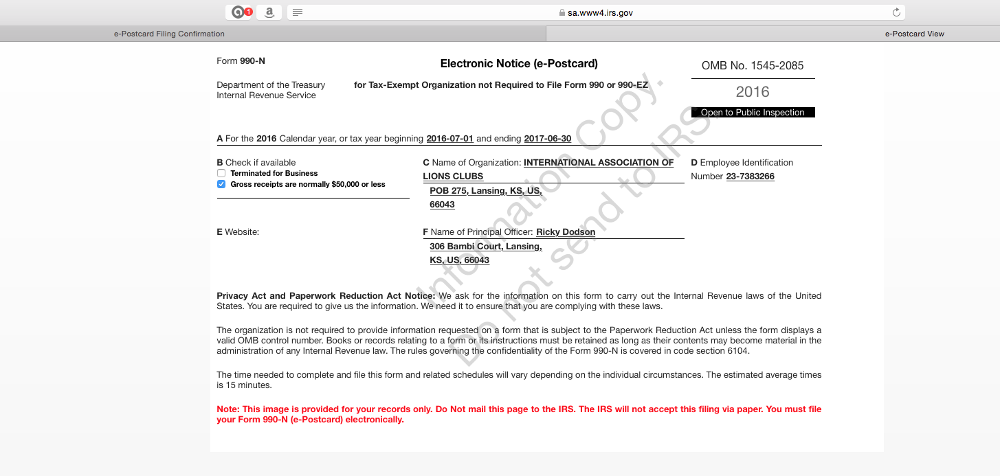 1
a
sa.www4.irs.gov
e-Postcard Filing Confirmation
e-Postcard View
Form 990-N
Electronic Notice (e-Postcard)
OMB No. 1545-2085
Department of the Treasury
Internal Revenue Service
for Tax-Exempt Organization not Required to File Form 990 or 990-EZ
2016
Open to Public Inspection
A For the 2016 Calendar year, or tax year beginning 2016-07-01 and ending 2017-06-30
B Check if available
Terminated for Business
Gross receipts are normally $50,000 or less
C Name of Organization: INTERNATIONAL ASSOCIATION OF
LIONS CLUBS
POB 275, Lansing, KS, US,
66043
D Employee Identification
Number 23-7383266
E Website:
F Name of Principal Officer: Ricky Dodson
306 Bambi Court, Lansing,
KS, US, 66043
Information Copy.
Do not send to IRS.
Privacy Act and Paperwork Reduction Act Notice: We ask for the information on this form to carry out the Internal Revenue laws of the United
States. You are required to give us the information. We need it to ensure that you are complying with these laws.
The organization is not required to provide information requested on a form that is subject to the Paperwork Reduction Act unless the form displays a
valid OMB control number. Books or records relating to a form or its instructions must be retained as long as their contents may become material in the
administration of any Internal Revenue law. The rules governing the confidentiality of the Form 990-N is covered in code section 6104.
The time needed to complete and file this form and related schedules will vary depending on the individual circumstances. The estimated average times
is 15 minutes.
Note: This image is provided for your records only. Do Not mail this page to the IRS. The IRS will not accept this filing via paper. You must file
your Form 990-N (e-Postcard) electronically.